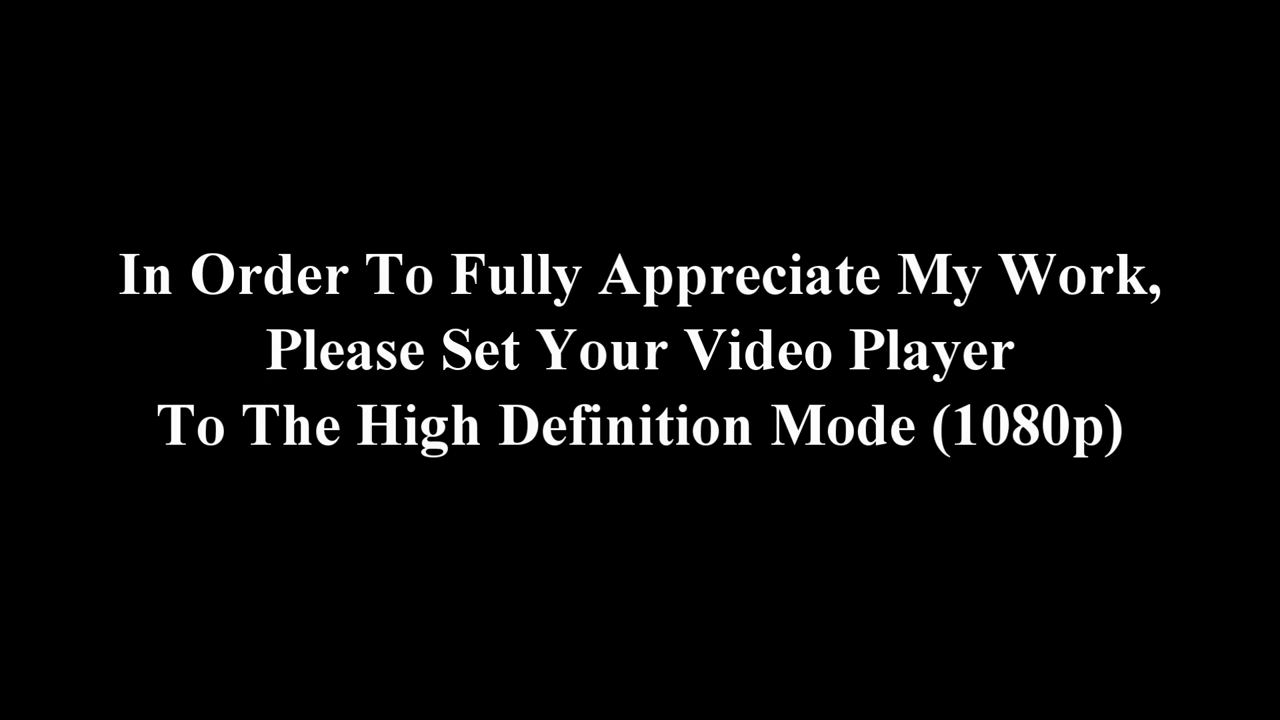 In Order To Fully Appreciate My Work,
Please Set Your Video Player
To The High Definition Mode (1080p)